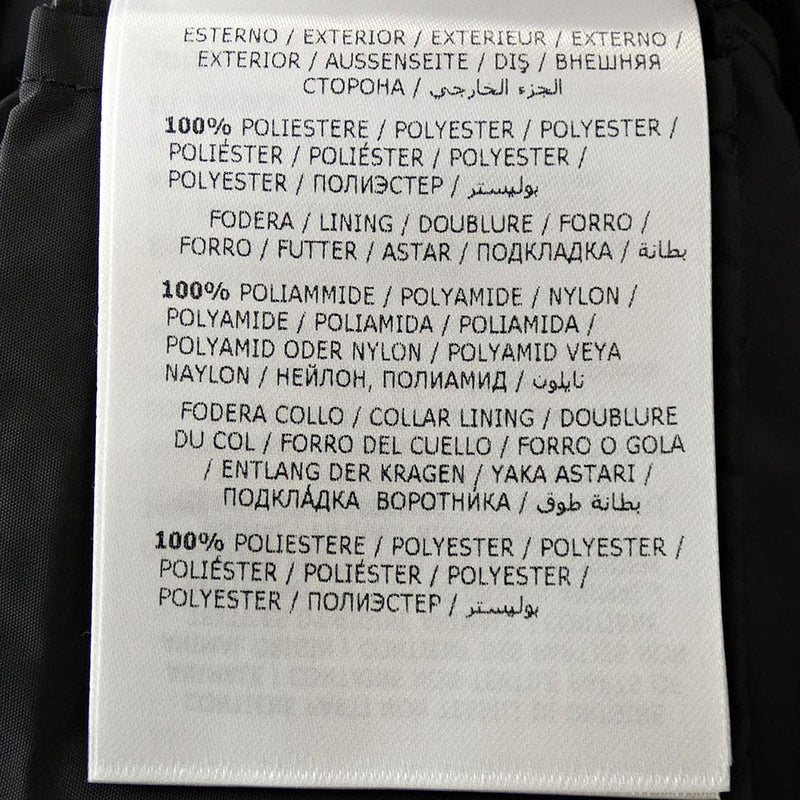 ESTERNO / EXTERIOR / EXTERIEUR / EXTERNO /
EXTERIOR / AUSSENSEITE / DIŞ / ВНЕШНЯЯ
СТОРОНА / الجزء الخارجي
100% POLIESTERE / POLYESTER / POLYESTER /
POLIÉSTER / POLIÉSTER / POLYESTER /
POLYESTER / ПОЛИЭСТЕР / بوليستر
FODERA / LINING / DOUBLURE / FORRO /
FORRO / FUTTER / ASTAR / ПОДКЛАДКА / بطانة
100% POLIAMMIDE / POLYAMIDE / NYLON /
POLYAMIDE / POLIAMIDA / POLIAMIDA /
POLYAMID ODER NYLON / POLYAMID VEYA
NAYLON / НЕЙЛОН, ПОЛИАМИД / نايلون
FODERA COLLO / COLLAR LINING / DOUBLURE
DU COL / FORRO DEL CUELLO / FORRO O GOLA
/ ENTLANG DER KRAGEN / YAKA ASTARI /
ПОДКЛÁДКА ВОРОТНИ́КА / بطانة طوق
100% POLIESTERE / POLYESTER / POLYESTER /
POLIÉSTER / POLIÉSTER / POLYESTER /
POLYESTER / ПОЛИЭСТЕР / بوليستر